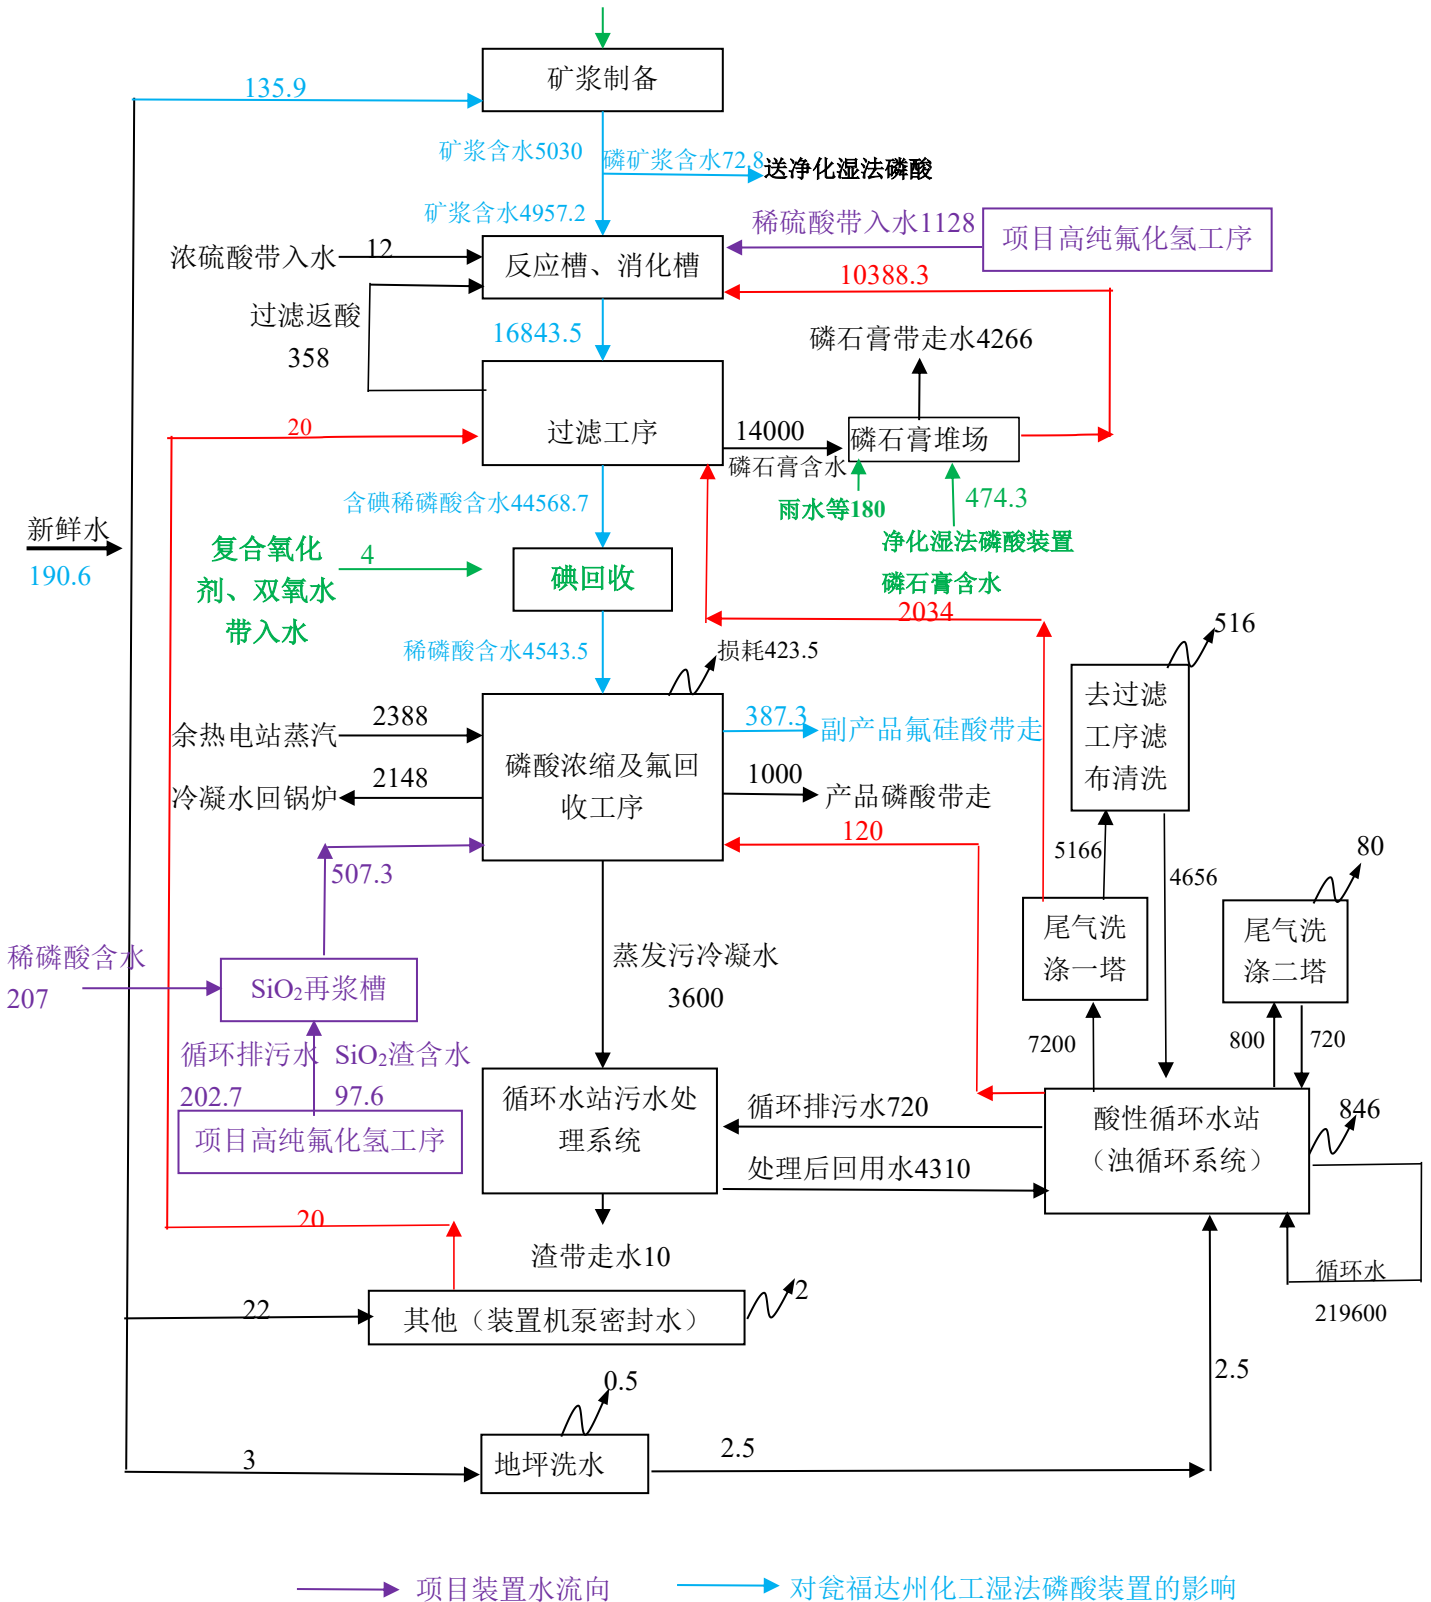 矿浆制备
135.9
矿浆含水5030
磷矿浆含水72.8
送净化湿法磷酸
矿浆含水4957.2
稀硫酸带入水1128
项目高纯氟化氢工序
浓硫酸带入水
12
反应槽、消化槽
10388.3
过滤返酸
358
16843.5
磷石膏带走水4266
20
过滤工序
14000
磷石膏含水
磷石膏堆场
雨水等180
474.3
净化湿法磷酸装置
磷石膏含水
含碘稀磷酸含水44568.7
新鲜水
190.6
复合氧化
剂、双氧水
带入水
4
碘回收
2034
516
稀磷酸含水4543.5
损耗423.5
去过滤
工序滤
布清洗
余热电站蒸汽
2388
387.3
副产品氟硅酸带走
磷酸浓缩及氟回
收工序
冷凝水回锅炉
2148
1000
产品磷酸带走
120
5166
4656
80
507.3
稀磷酸含水
207
SiO₂再浆槽
蒸发污冷凝水
3600
尾气洗
涤一塔
尾气洗
涤二塔
7200
800
720
循环排污水
202.7
SiO₂渣含水
97.6
项目高纯氟化氢工序
循环水站污水处
理系统
循环排污水720
处理后回用水4310
酸性循环水站
（浊循环系统）
846
20
渣带走水10
循环水
219600
22
其他（装置机泵密封水）
2
0.5
2.5
3
地坪洗水
2.5
项目装置水流向
对瓮福达州化工湿法磷酸装置的影响